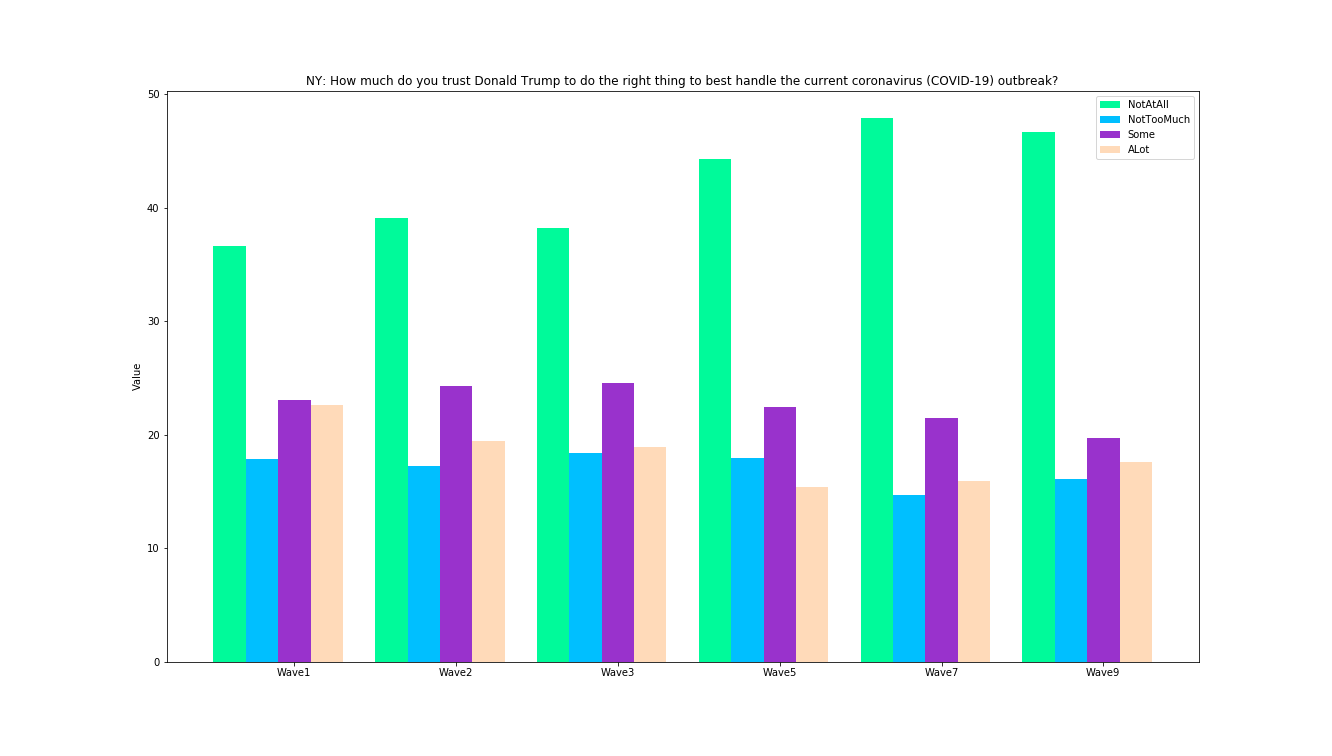 NY: How much do you trust Donald Trump to do the right thing to best handle the current coronavirus (COVID-19) outbreak?
50
40
30
20
10
0
Value
NotAtAll
NotTooMuch
Some
ALot
Wave1 Wave2 Wave3 Wave5 Wave7 Wave9